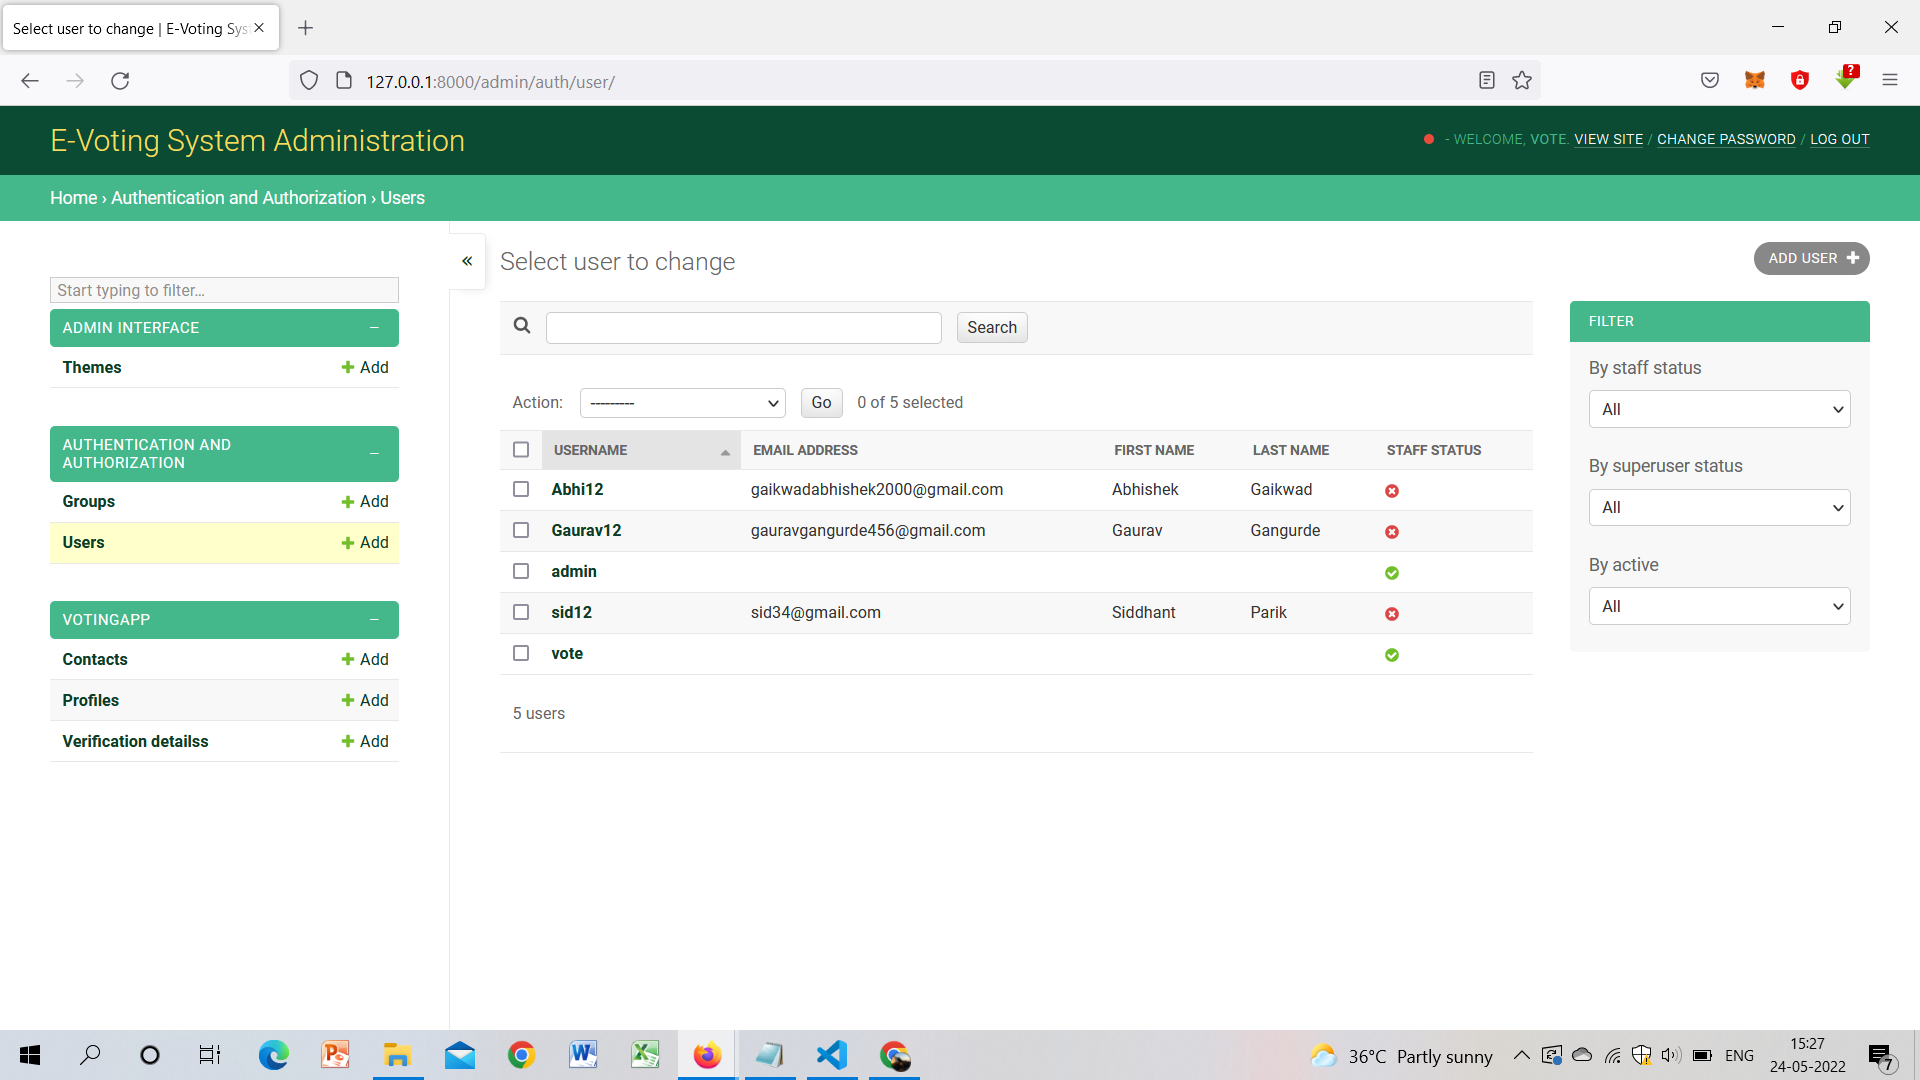 Select user to change | E-Voting Sys
127.0.0.1:8000/admin/auth/user/
E-Voting System Administration
- WELCOME, VOTE. VIEW SITE / CHANGE PASSWORD / LOG OUT
Home › Authentication and Authorization › Users
Start typing to filter...
ADMIN INTERFACE
Themes + Add
AUTHENTICATION AND
AUTHORIZATION
Groups + Add
Users + Add
VOTINGAPP
Contacts + Add
Profiles + Add
Verification detailss + Add
«
Select user to change
ADD USER +
Search
Action: --------- Go 0 of 5 selected
USERNAME EMAIL ADDRESS FIRST NAME LAST NAME STAFF STATUS
Abhi12 gaikwadabhishek2000@gmail.com Abhishek Gaikwad
Gaurav12 gauravgangurde456@gmail.com Gaurav Gangurde
admin
sid12 sid34@gmail.com Siddhant Parik
vote
5 users
FILTER
By staff status
All
By superuser status
All
By active
All
36°C Partly sunny
ENG
15:27
24-05-2022
7